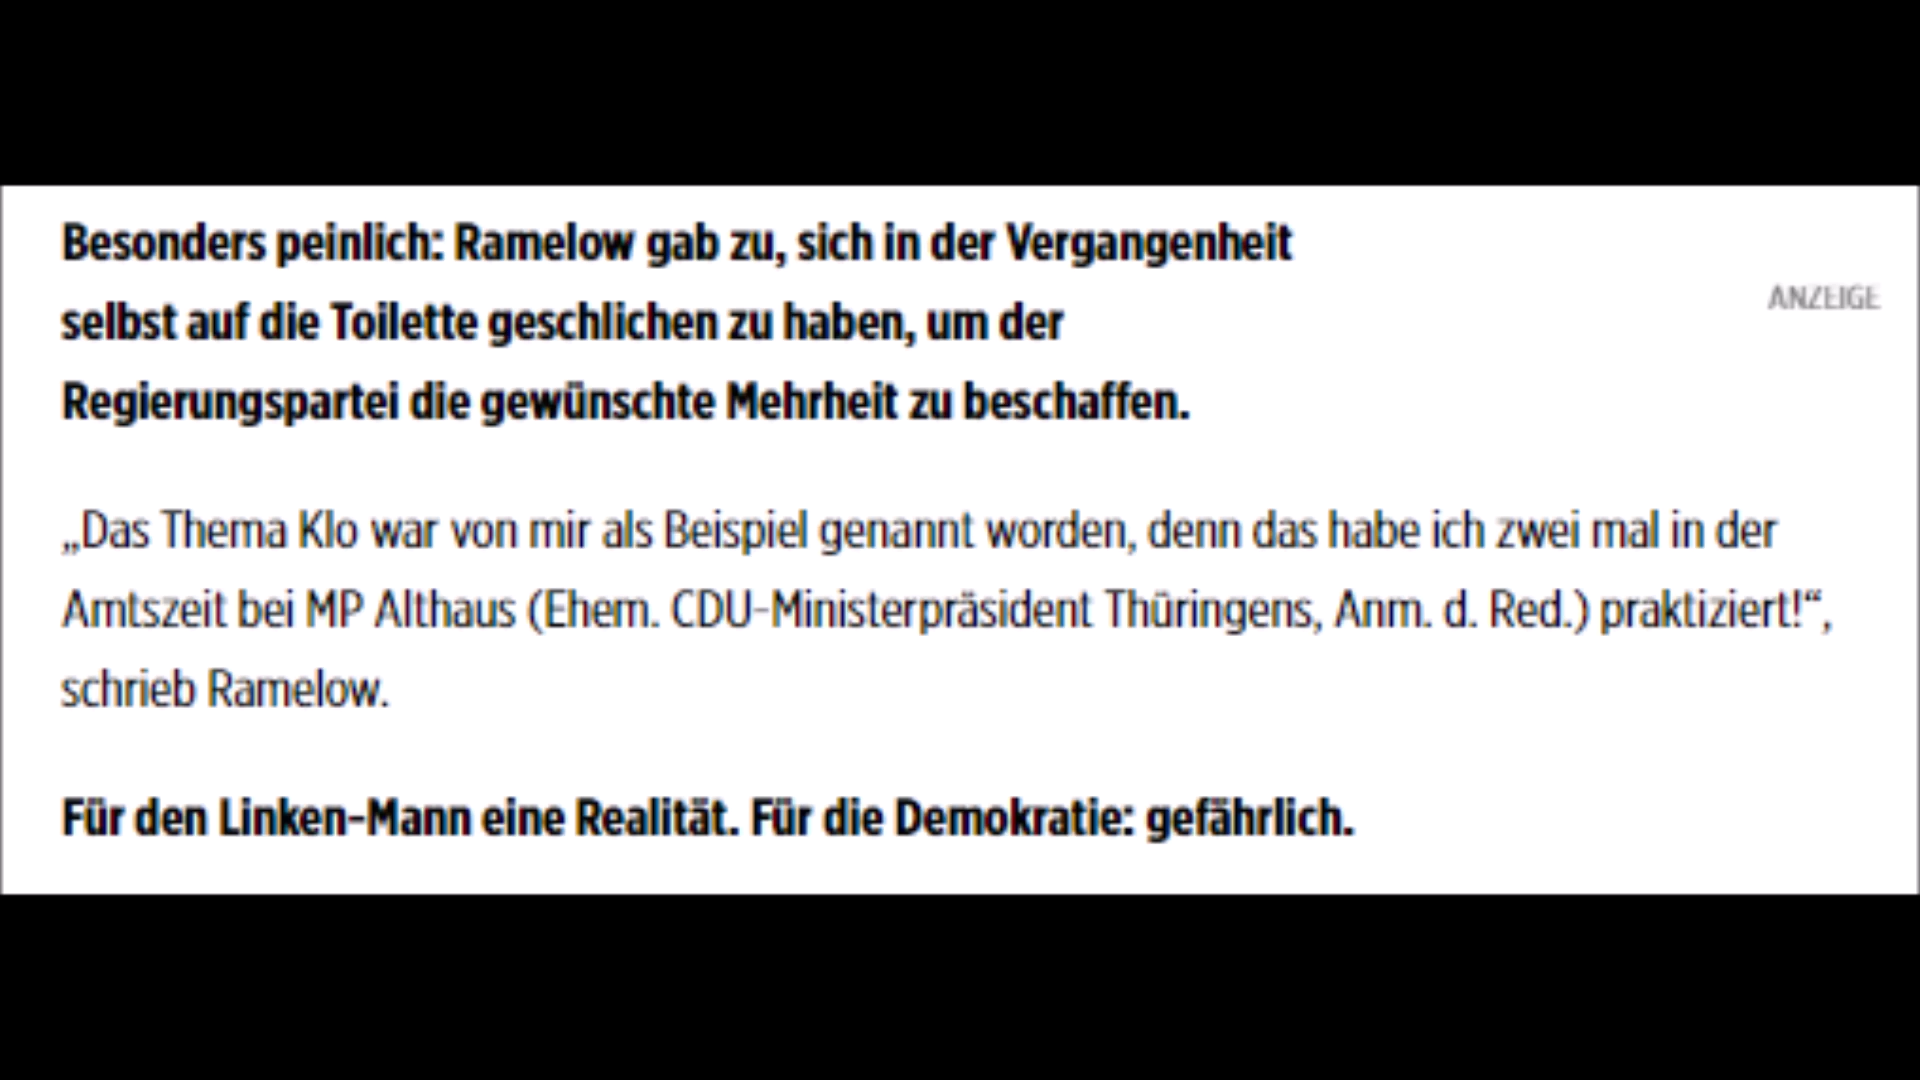 Besonders peinlich: Ramelow gab zu, sich in der Vergangenheit
selbst auf die Toilette geschlichen zu haben, um der
Regierungspartei die gewünschte Mehrheit zu beschaffen.
ANZEIGE
„Das Thema Klo war von mir als Beispiel genannt worden, denn das habe ich zwei mal in der
Amtszeit bei MP Althaus (Ehem. CDU-Ministerpräsident Thüringens, Anm. d. Red.) praktiziert!“,
schrieb Ramelow.
Für den Linken-Mann eine Realität. Für die Demokratie: gefährlich.